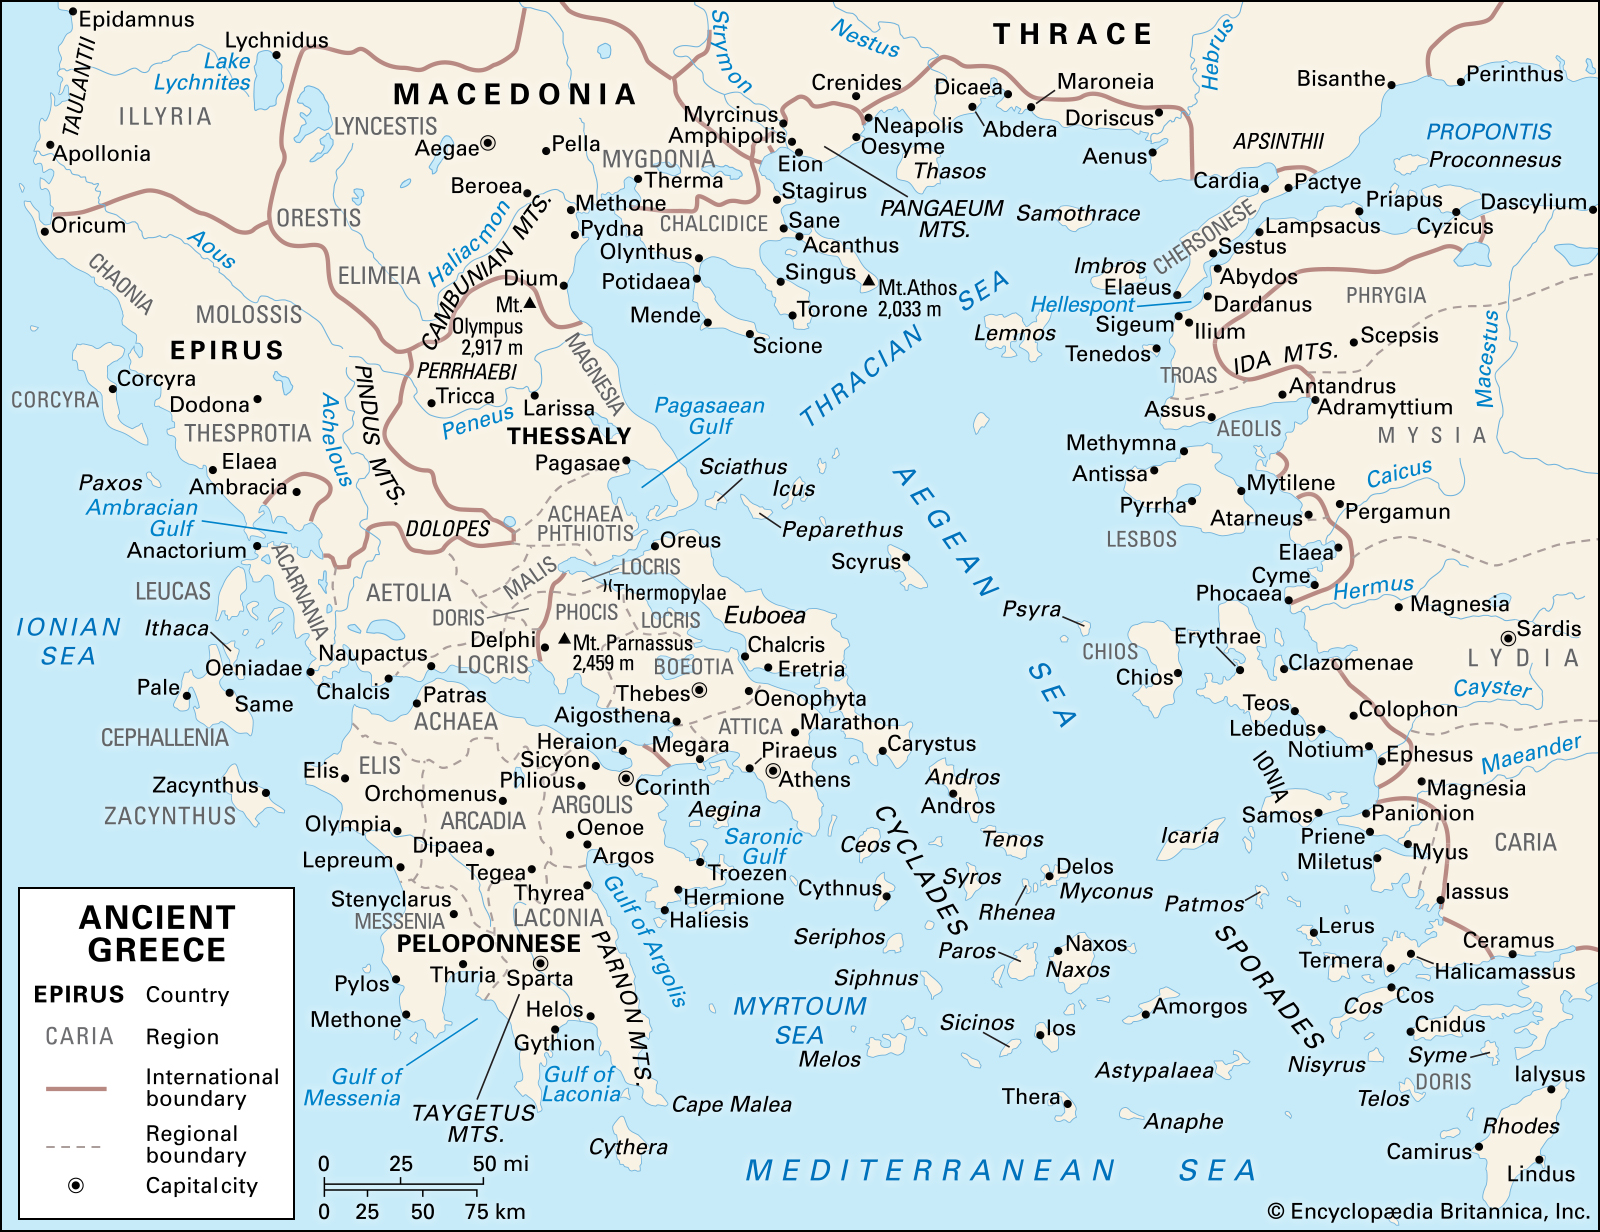 Epidamnus
TAULANTII
Lychnidus
Lake
Lychnites
ILLYRIA
Apollonia
Oricum
Aous
CHAONIA
MOLOSSIS
EPIRUS
Corcyra
CORCYRA
Dodona
THESPROTIA
Elaea
Ambracia
Paxos
Ambracian
Gulf
Anactorium
ACARNANIA
LEUCAS
IONIAN
SEA
Ithaca
Oeniadae
Pale
Same
CEPHALLENIA
Zacynthus
ZACYNTHUS
MACEDONIA
LYNCESTIS
Aegae
Pella
MYGDONIA
Therma
Beroea
ORESTIS
ELIMEIA
Haliacmon
CAMBUNIAN MTS.
Methone
Pydna
CHALCIDICE
Olynthus
Potidaea
Dium
Mt.
Olympus
2,917 m
Mende
Scione
Torone
Singus
Sane
Acanthus
Stagirus
Mt.Athos
2,033 m
PERRHAEBI
MAGNESIA
Tricca
Larissa
Peneus
THESSALY
Pagasae
Pagasaean
Gulf
PINDUS MTS.
Achelous
DOLOPES
ACHAEA
PHTHIOTIS
Sciathus
Icus
Peparethus
Scyrus
Strymon
Nestus
THRACE
Hebrus
Crenides
Dicaea
Maroneia
Myrcinus
Amphipolis
Eion
Neapolis
Oesyme
Abdera
Doriscus
Aenus
Thasos
PANGAEUM
MTS.
Samothrace
APSINTHII
Bisanthe
Perinthus
PROPONTIS
Proconnesus
Cardia
Pactye
Priapus
Dascylium
Cyzicus
Lampsacus
CHERSONESE
Sestus
Abydos
Imbros
Elaeus
Hellespont
Dardanus
Sigeum
Ilium
Tenedos
Lemnos
THRACIAN SEA
PHRYGIA
Scepsis
IDA MTS.
TROAS
Macestus
Antandrus
Adramyttium
Assus
AEOLIS
MYSIA
Methymna
Antissa
Mytilene
Pyrrha
LESBOS
Caicus
Pergamun
Atarneus
Elaea
Cyme
Phocaea
Hermus
Magnesia
Sardis
LYDIA
Cayster
AEGEAN
SEA
Psyra
CHIOS
Chios
Erythrae
Clazomenae
Teos
Colophon
Lebedus
Notium
Ephesus
Maeander
IONIA
Magnesia
Samos
Panionion
Priene
Miletus
Myus
CARIA
Iassus
Icaria
Patmos
Lerus
SPORADES
Ceramus
Termera
Halicamassus
Cos
Cos
Cnidus
Nisyrus
Syme
DORIS
Ialysus
Telos
Rhodes
Camirus
Lindus
Oreus
LOCRIS
MALIS
Thermopylae
AETOLIA
DORIS
PHOCIS
LOCRIS
Euboea
Delphi
Mt. Parnassus
2,459 m
Chalcris
Eretria
Naupactus
LOCRIS
BOEOTIA
Chalcis
Patras
Thebes
Oenophyta
ACHAEA
Aigosthena
ATTICA
Marathon
Heraion
Megara
Piraeus
Carystus
Sicyon
Athens
Elis
ELIS
Phlious
Corinth
Andros
Andros
Orchomenus
ARGOLIS
Aegina
Olympia
ARCADIA
Oenoe
Saronic
Gulf
Ceos
Tenos
Dipaea
Argos
CYCLADES
Lepreum
Tegea
Troezen
Syros
Delos
Myconus
Thyrea
Cythnus
Stenyclarus
Hermione
Rhenea
MESSENIA
LACONIA
Haliesis
Gulf of Argolis
PELOPONNESE
Seriphos
Paros
Naxos
Naxos
Thuria
Sparta
PARNON MTS.
Siphnus
Pylos
Helos
Methone
Gythion
MYRTOUM
SEA
Sicinos
Ios
Amorgos
Melos
Gulf of
Messenia
Gulf of
Laconia
Astypalaea
Thera
Anaphe
TAYGETUS
MTS.
Cape Malea
Cythera
MEDITERRANEAN SEA
ANCIENT
GREECE
EPIRUS Country
CARIA Region
International
boundary
Regional
boundary
Capital city
0 25 50 mi
0 25 50 75 km
© Encyclopædia Britannica, Inc.